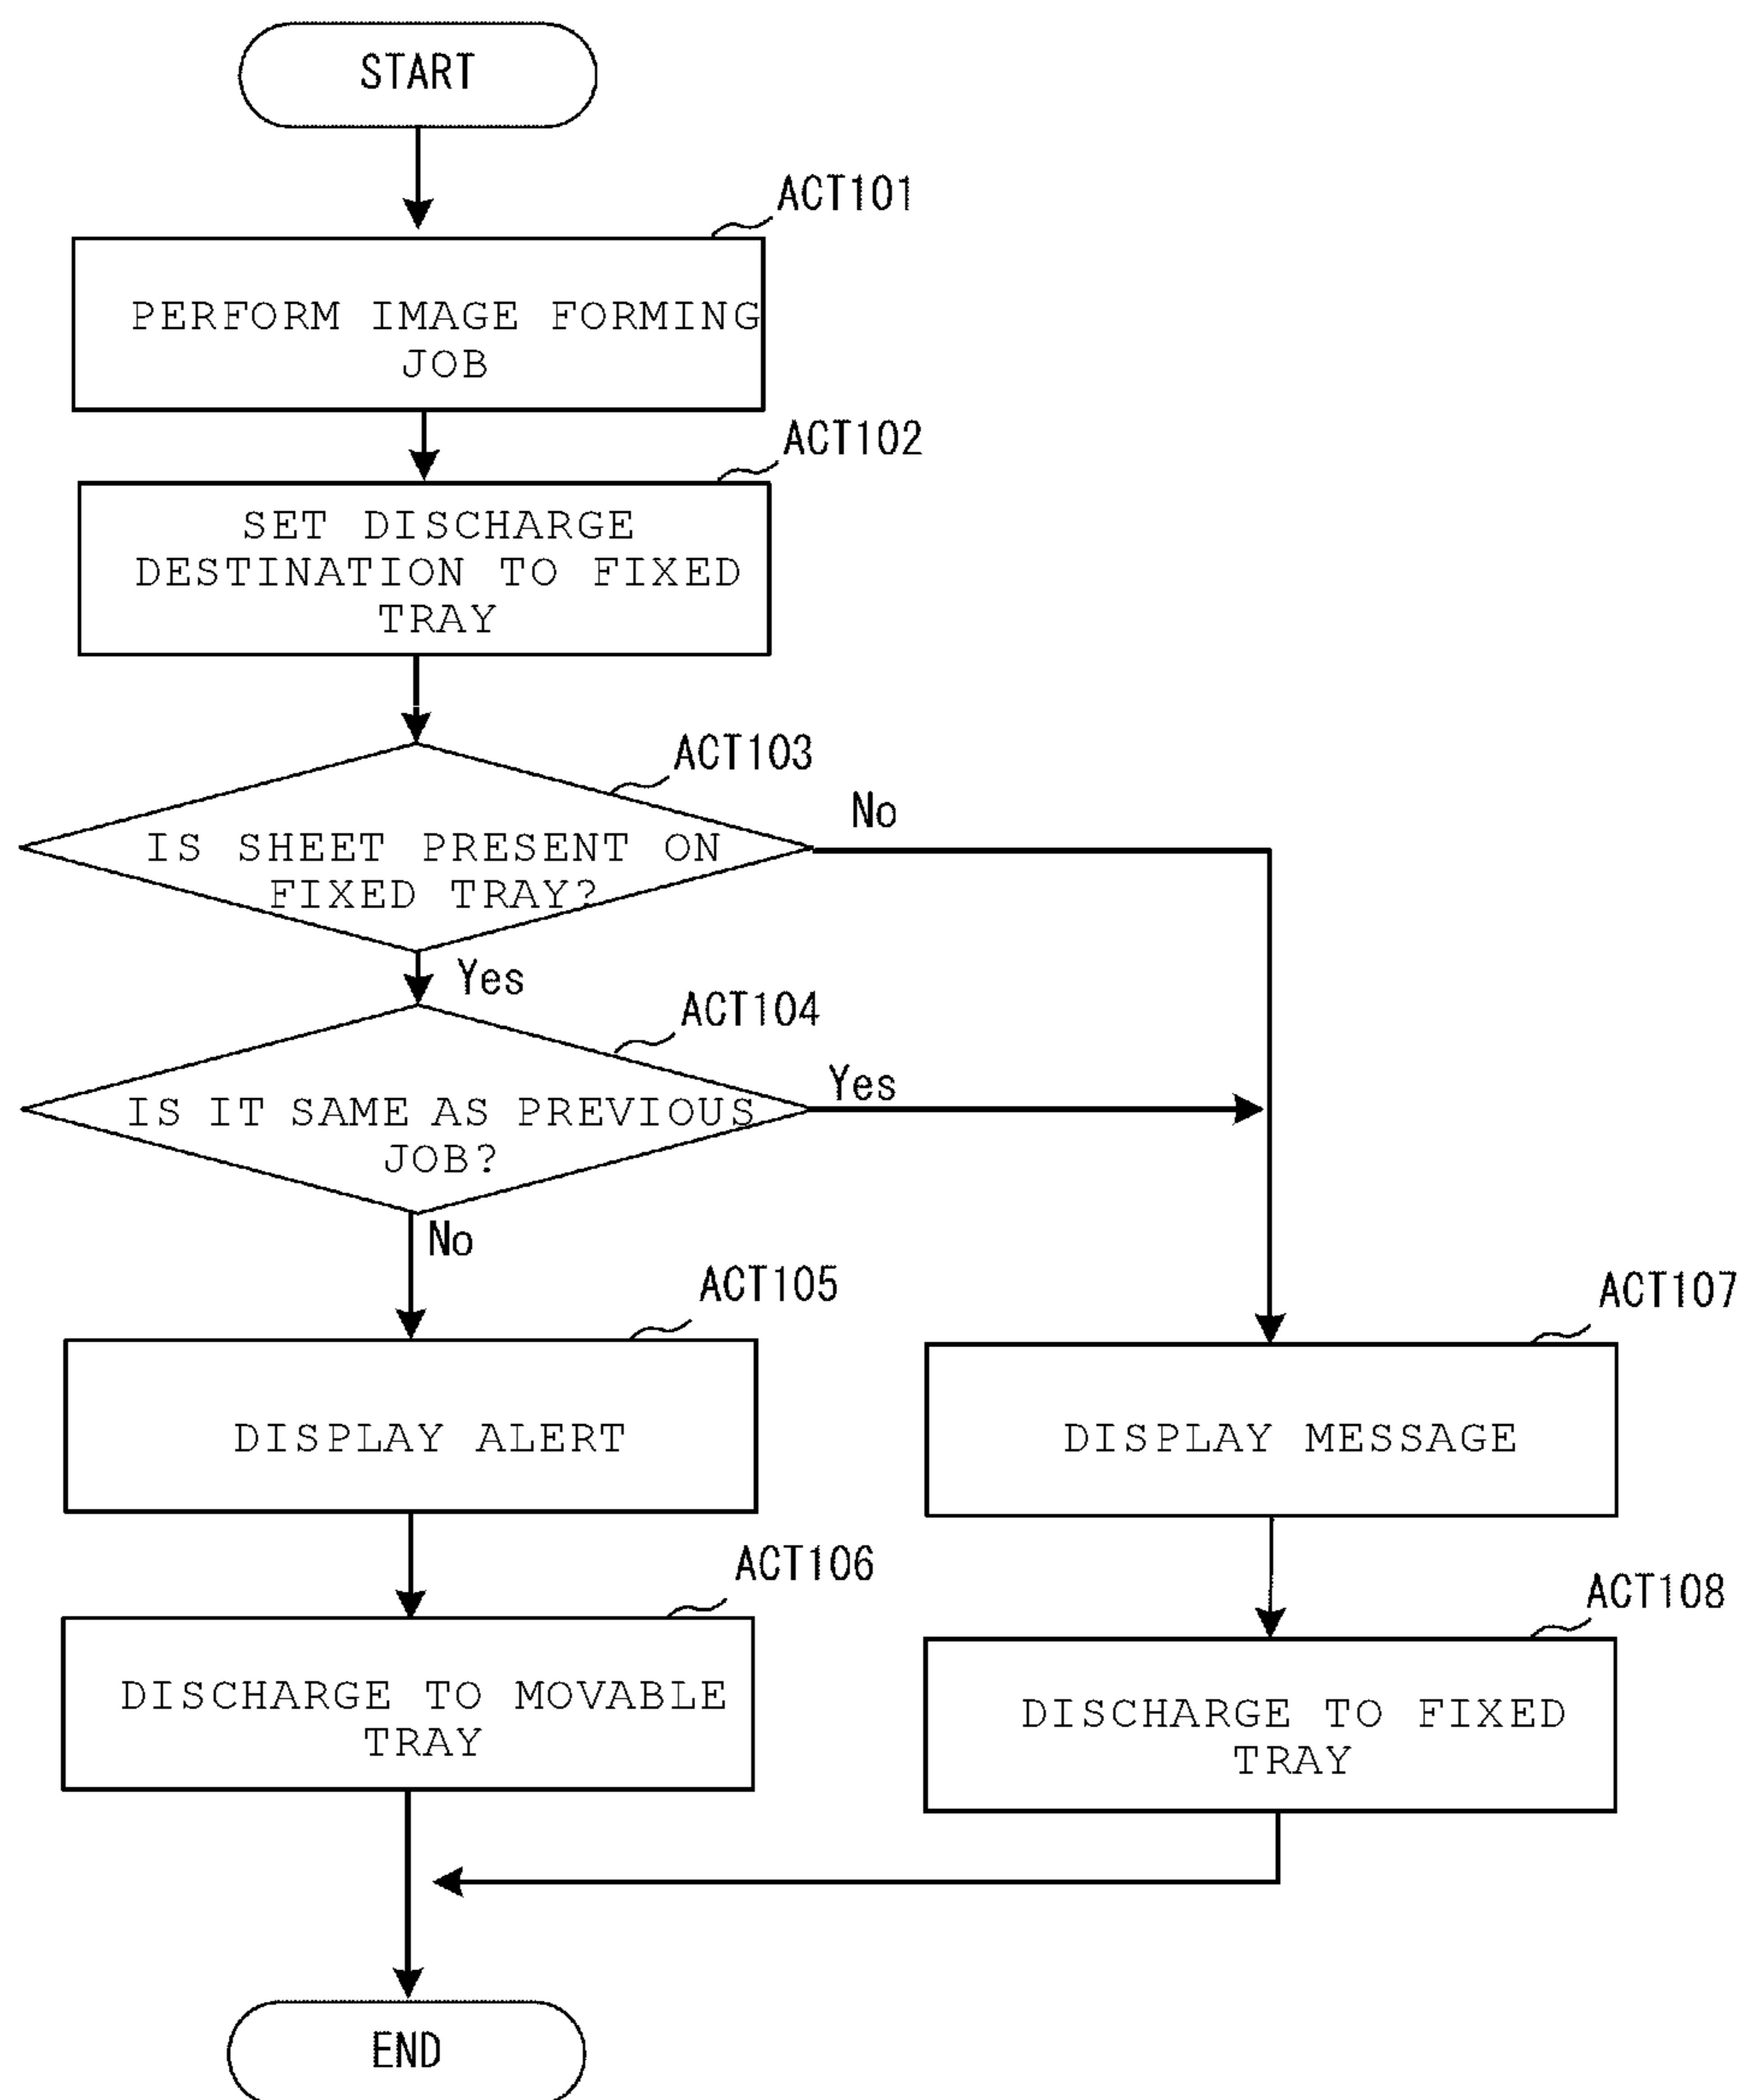 START
ACT101
PERFORM IMAGE FORMING
JOB
ACT102
SET DISCHARGE
DESTINATION TO FIXED
TRAY
ACT103
No
IS SHEET PRESENT ON
FIXED TRAY?
Yes
ACT104
Yes
IS IT SAME AS PREVIOUS
JOB?
No
ACT105
DISPLAY ALERT
ACT107
DISPLAY MESSAGE
ACT106
DISCHARGE TO MOVABLE
TRAY
ACT108
DISCHARGE TO FIXED
TRAY
END